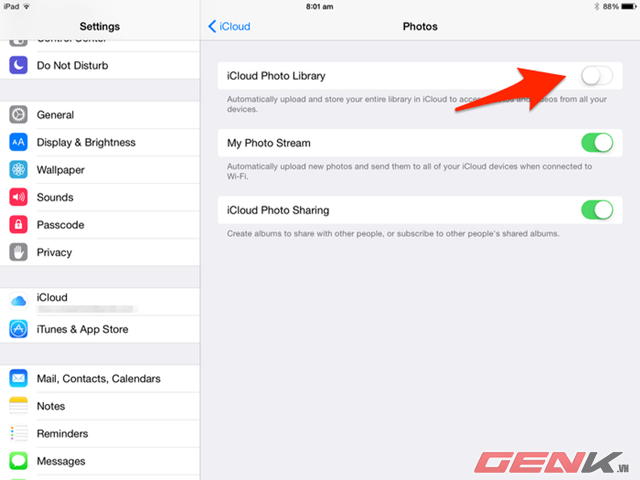 iPad
8:01 am
88%
Settings
iCloud
Photos
Control Center
Do Not Disturb
General
Display & Brightness
Wallpaper
Sounds
Passcode
Privacy
iCloud
iTunes & App Store
Mail, Contacts, Calendars
Notes
Reminders
Messages
iCloud Photo Library
Automatically upload and store your entire library in iCloud to access and videos from all your
devices.
My Photo Stream
Automatically upload new photos and send them to all of your iCloud devices when connected to
Wi-Fi.
iCloud Photo Sharing
Create albums to share with other people, or subscribe to other people's shared albums.
GENK.VN